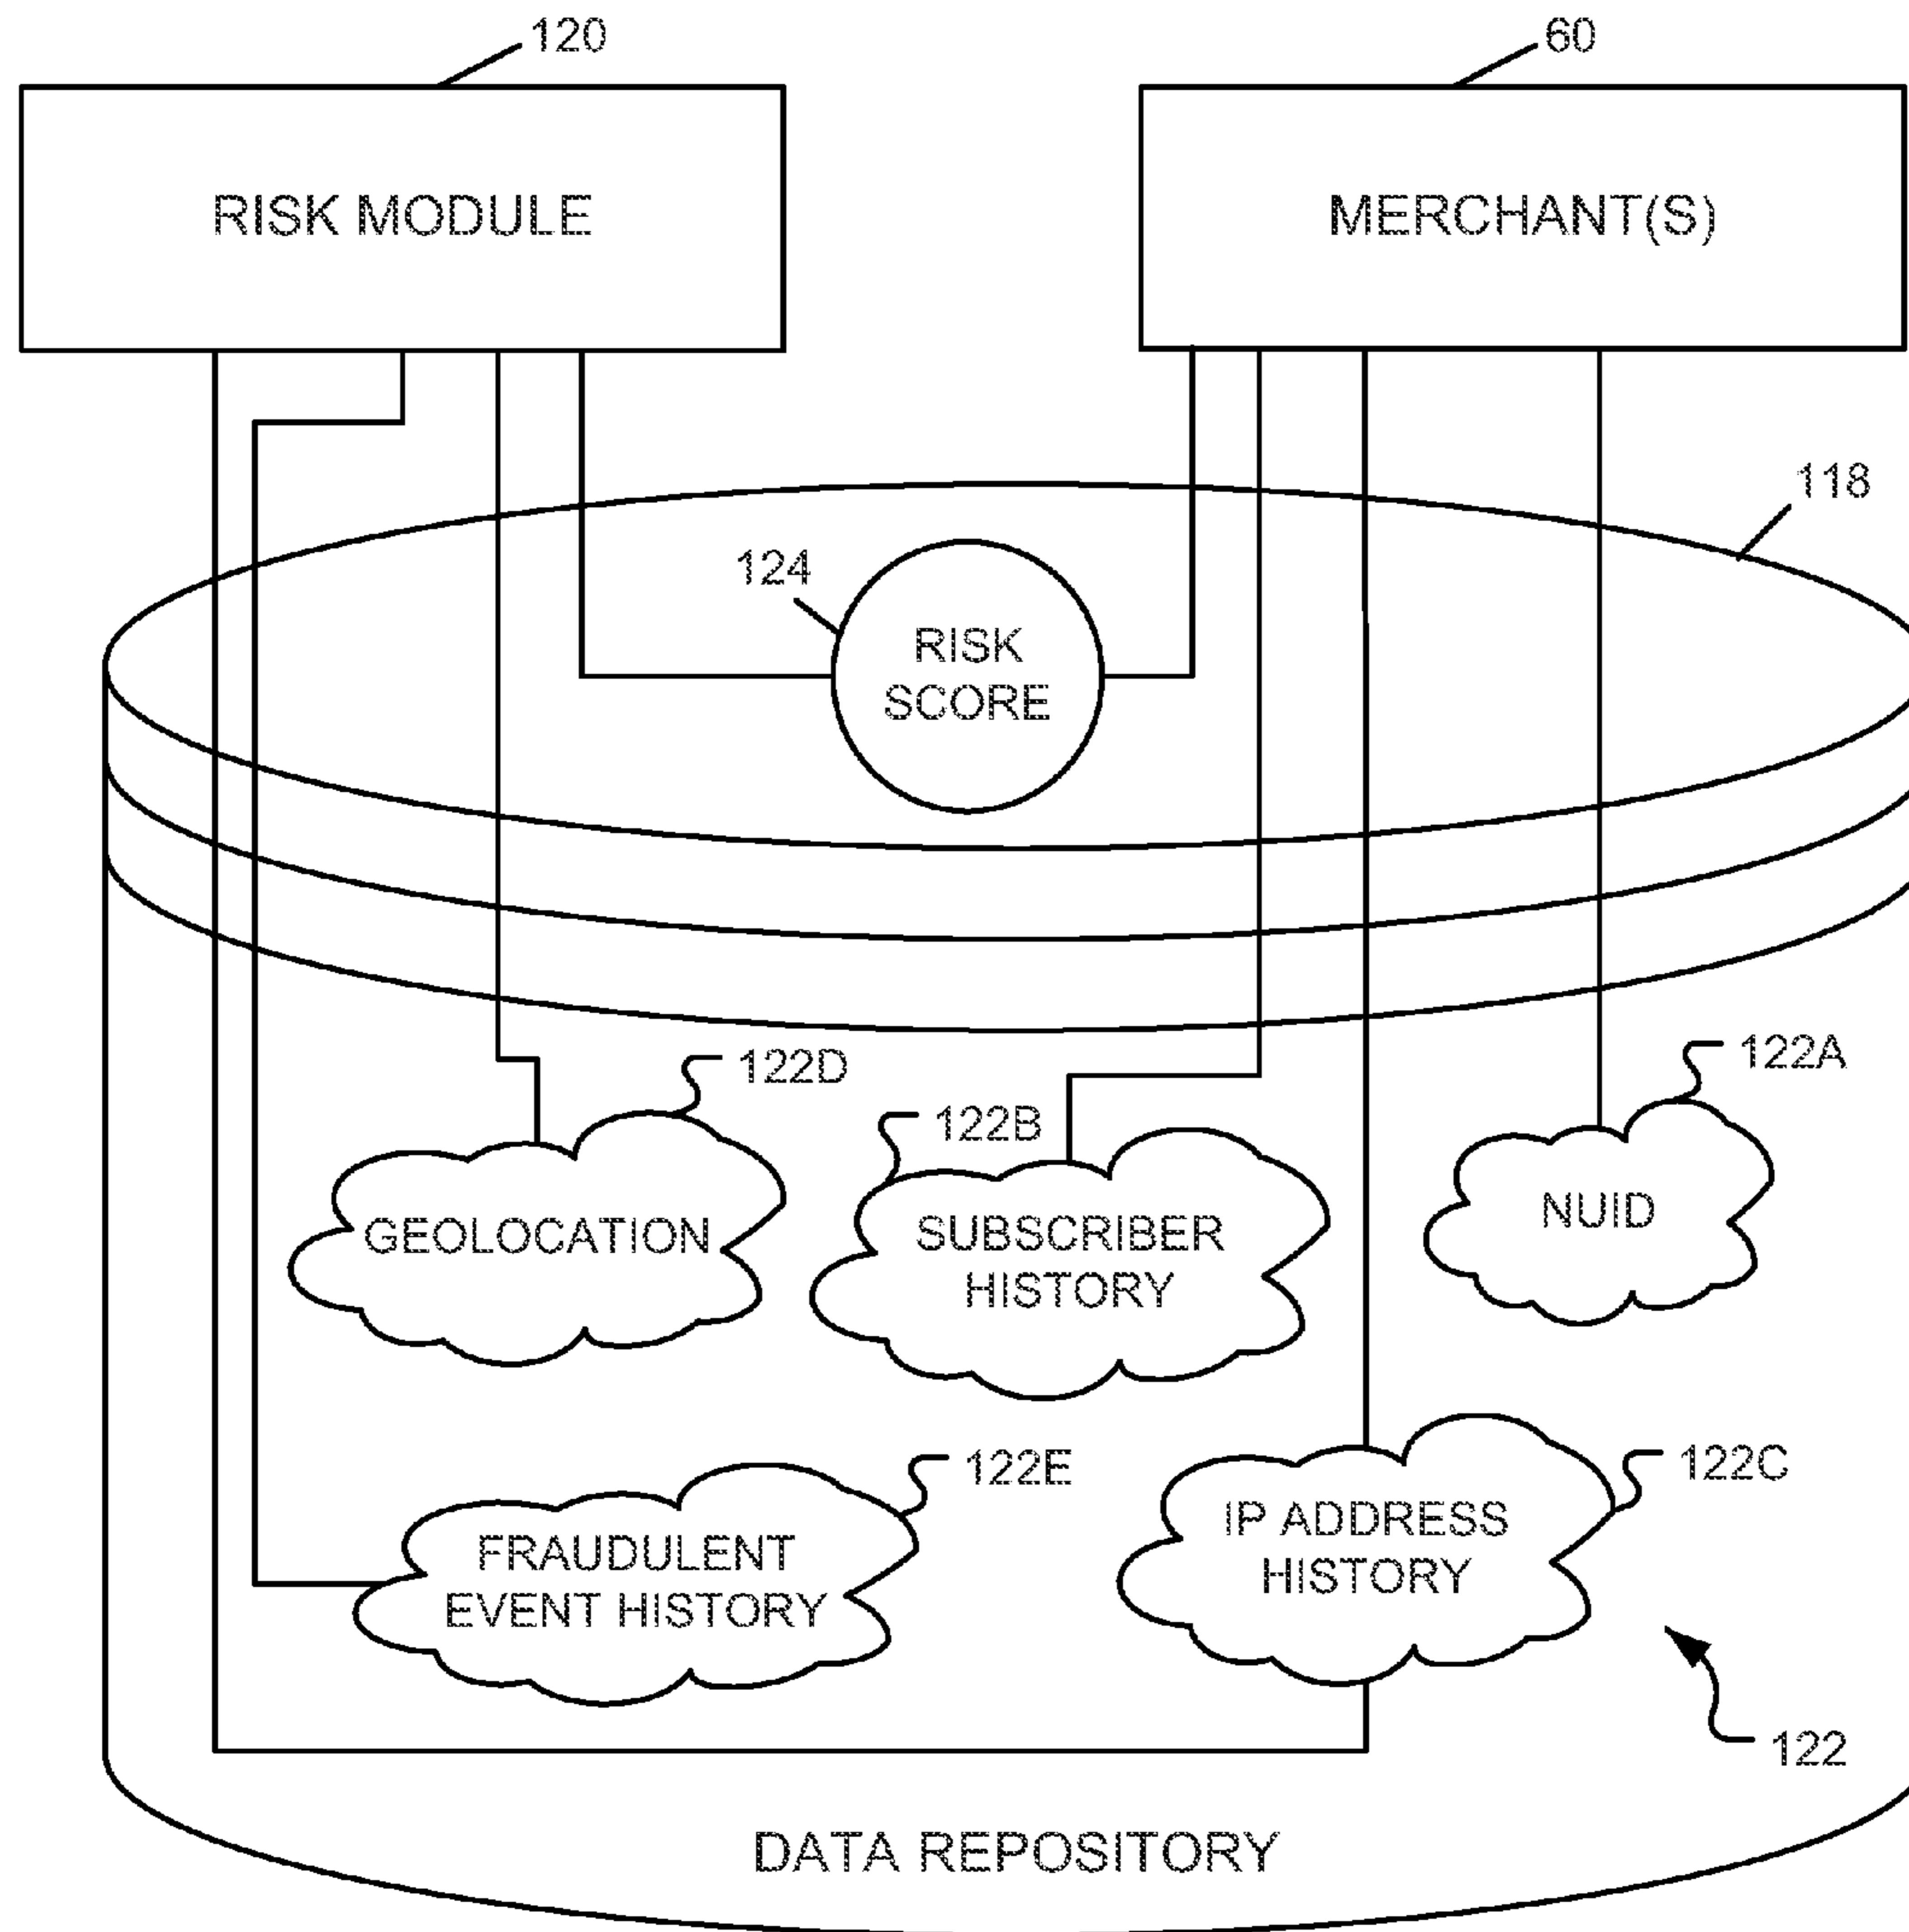 120
60
RISK MODULE
MERCHANT(S)
118
124
RISK
SCORE
122D
122A
122B
GEOLOCATION
SUBSCRIBER
HISTORY
NUID
122E
122C
FRAUDULENT
EVENT HISTORY
IP ADDRESS
HISTORY
122
DATA REPOSITORY